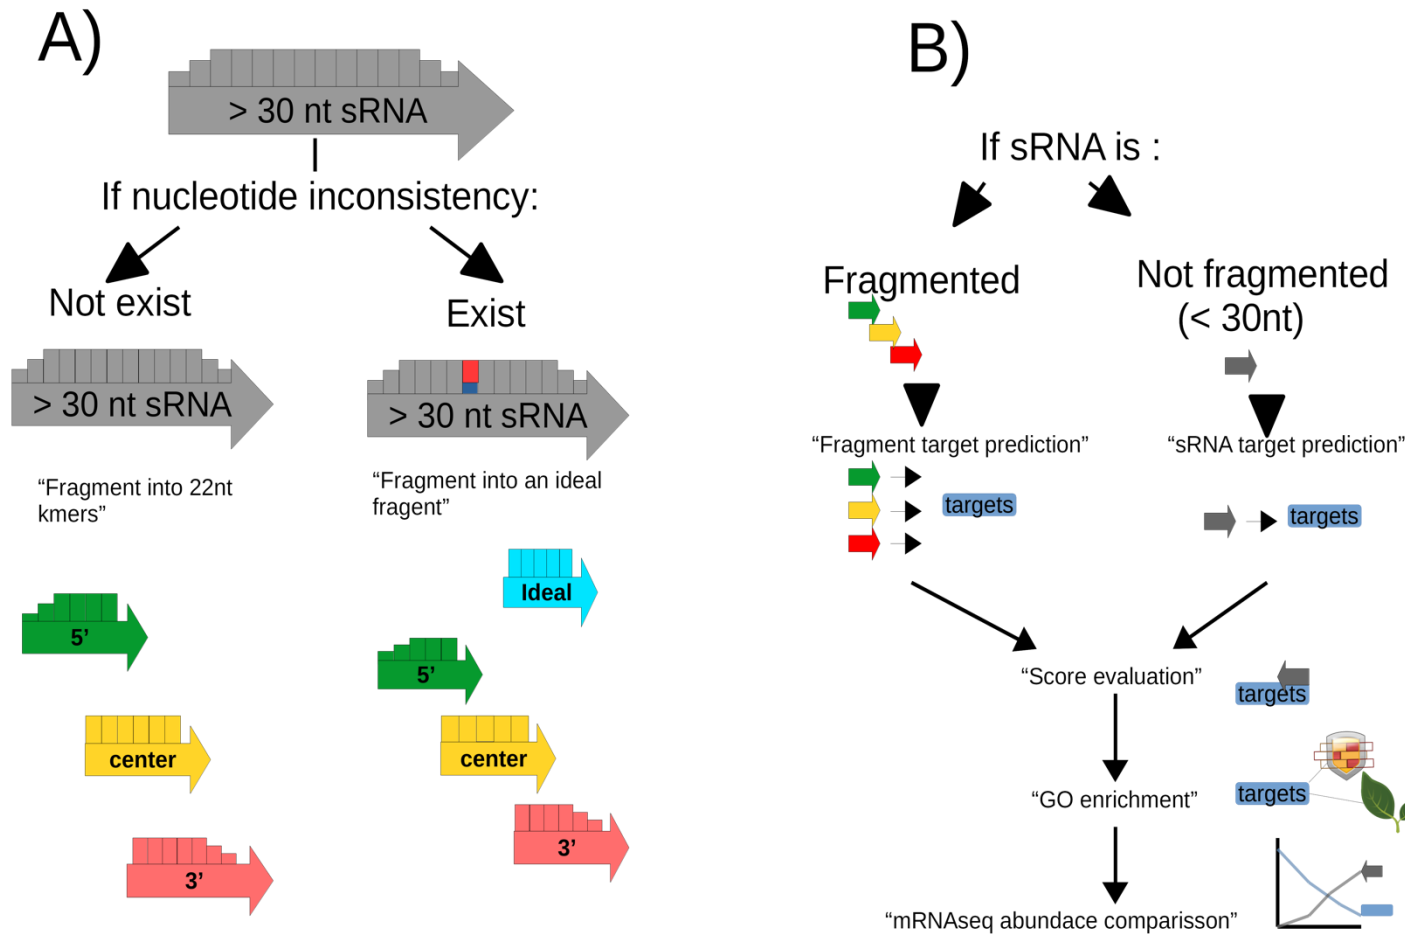 A)
> 30 nt sRNA
If nucleotide inconsistency:
Not exist
Exist
> 30 nt sRNA
> 30 nt sRNA
“Fragment into 22nt
kmers”
“Fragment into an ideal
fragent”
Ideal
5’
5’
center
center
3’
3’
B)
If sRNA is :
Fragmented
Not fragmented
(< 30nt)
“Fragment target prediction”
“sRNA target prediction”
targets
targets
“Score evaluation”
targets
“GO enrichment”
targets
“mRNAseq abundace comparisson”